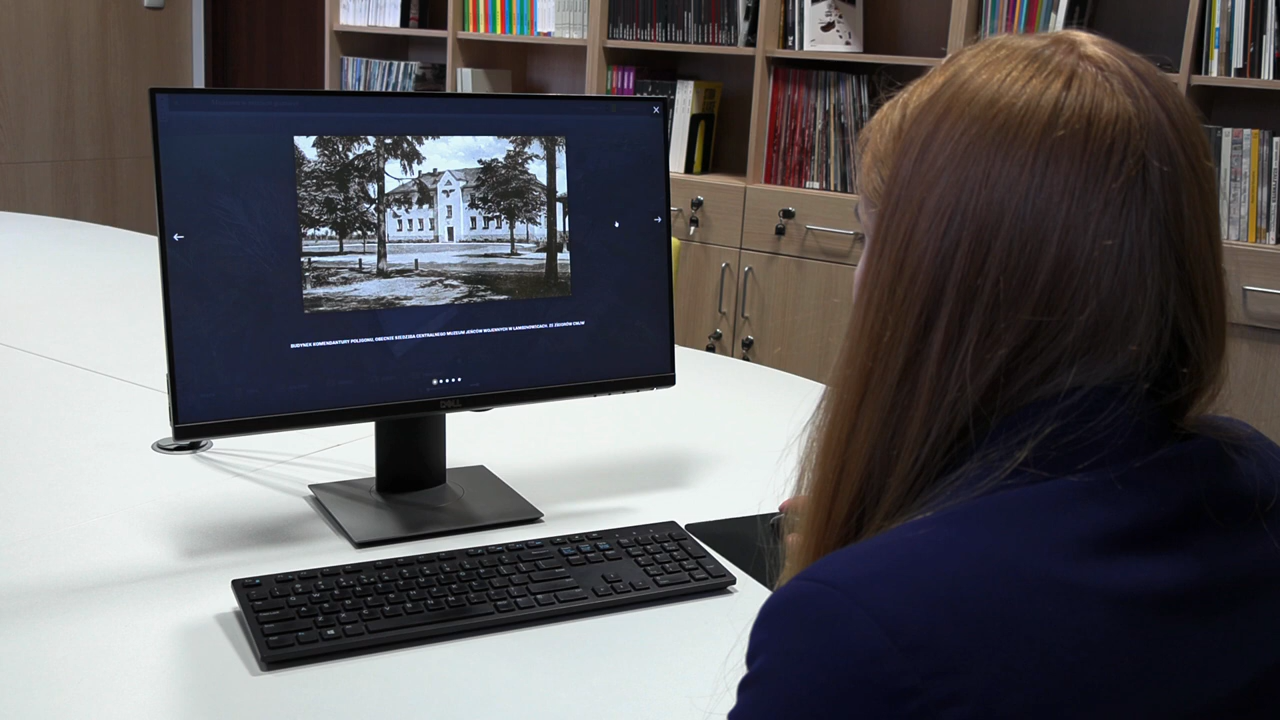 BUDYNEK KOMENDANTURY POLIGONU, OBECNIE SIEDZIBA CENTRALNEGO MUZEUM JEŃCÓW WOJENNYCH W ŁAMBINOWICACH. ZE ZBIORÓW CMJW
DELL